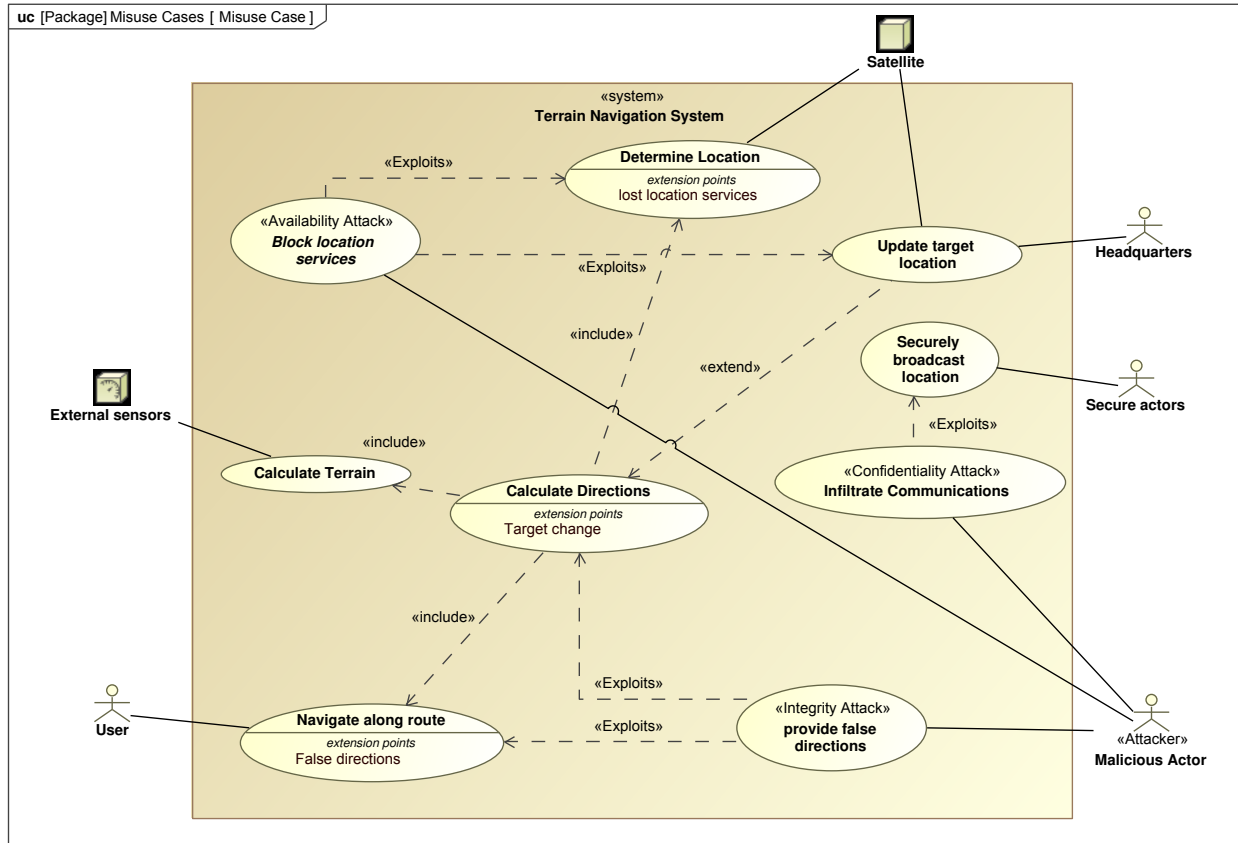 uc [Package] Misuse Cases [ Misuse Case ]
Satellite
«system»
Terrain Navigation System
Determine Location
extension points
lost location services
«Exploits»
«Availability Attack»
Block location
services
«Exploits»
Update target
location
Headquarters
«include»
«extend»
Securely
broadcast
location
Secure actors
External sensors
«include»
«Exploits»
Calculate Terrain
Calculate Directions
extension points
Target change
«Confidentiality Attack»
Infiltrate Communications
«include»
«Exploits»
User
Navigate along route
extension points
False directions
«Exploits»
«Integrity Attack»
provide false
directions
«Attacker»
Malicious Actor